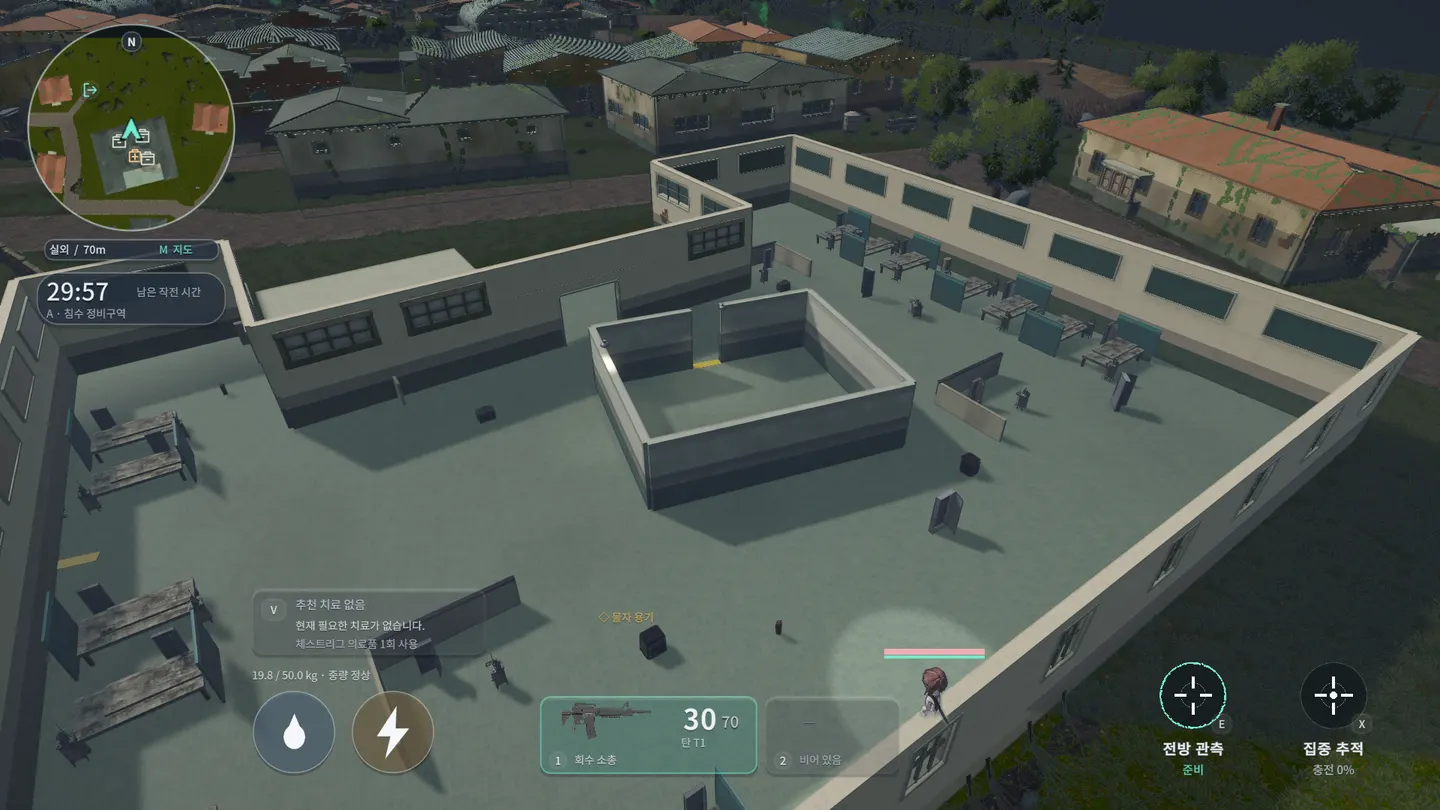 N
실외 / 70m
M 지도
29:57
남은 작전 시간
A · 침수 정비구역
V
추천 치료 없음
현재 필요한 치료가 없습니다.
체스트리그 의료품 1회 사용
19.8 / 50.0 kg · 중량 정상
◇ 물자 용기
30 70
탄 T1
1 회수 소총
—
2 비어 있음
E
전방 관측
준비
X
집중 추적
충전 0%